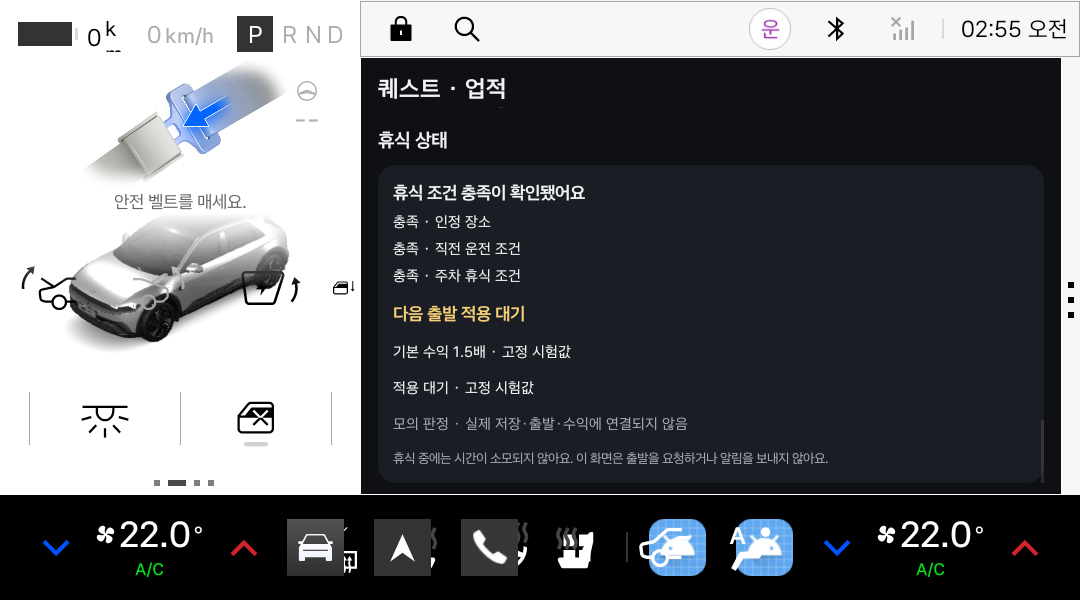 0 k
0 km/h
P R N D
운
02:55 오전
안전 벨트를 매세요.
퀘스트 · 업적
휴식 상태
휴식 조건 충족이 확인됐어요
충족 · 인정 장소
충족 · 직전 운전 조건
충족 · 주차 휴식 조건
다음 출발 적용 대기
기본 수익 1.5배 · 고정 시험값
적용 대기 · 고정 시험값
모의 판정 · 실제 저장·출발·수익에 연결되지 않음
휴식 중에는 시간이 소모되지 않아요. 이 화면은 출발을 요청하거나 알림을 보내지 않아요.
22.0°
A/C
A
22.0°
A/C